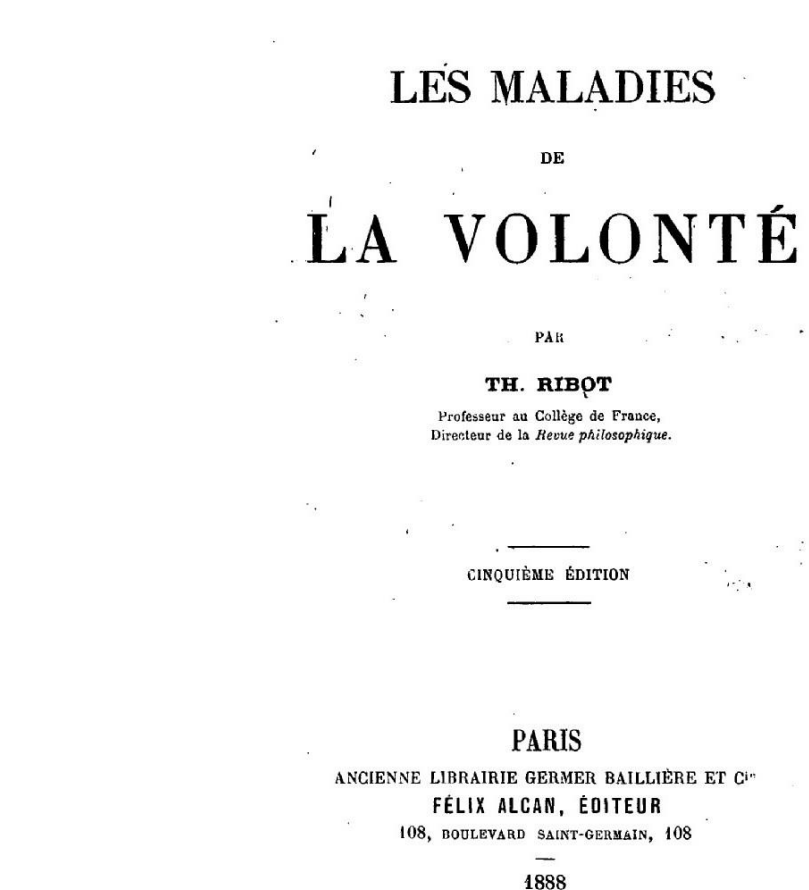 LES MALADIES
DE
LA VOLONTÉ
PAR
TH. RIBOT
Professeur au Collège de France,
Directeur de la Revue philosophique.
CINQUIÈME ÉDITION
PARIS
ANCIENNE LIBRAIRIE GERMER BAILLIÈRE ET Cie
FÉLIX ALCAN, ÉDITEUR
108, BOULEVARD SAINT-GERMAIN, 108
1888